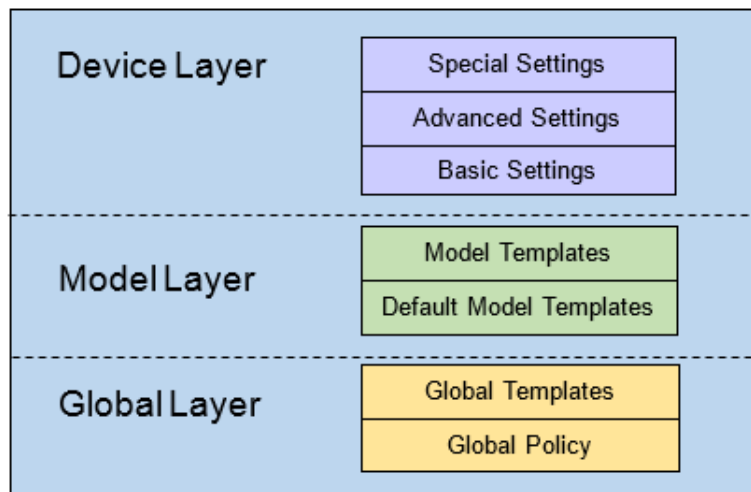 Device Layer
Special Settings
Advanced Settings
Basic Settings
Model Layer
Model Templates
Default Model Templates
Global Layer
Global Templates
Global Policy